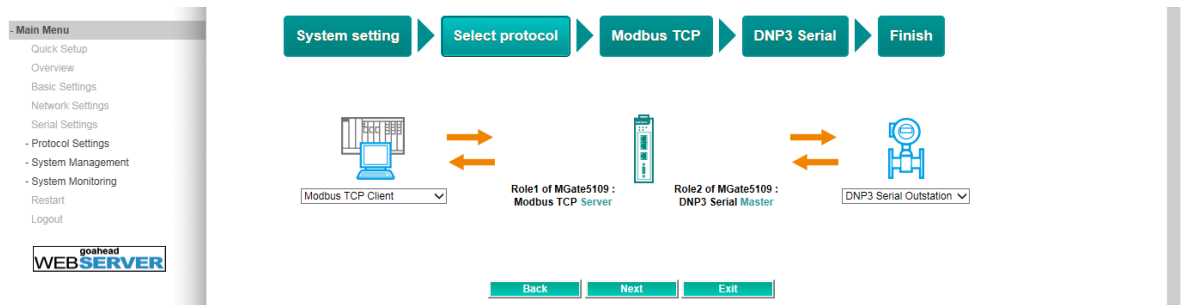 - Main Menu
Quick Setup
Overview
Basic Settings
Network Settings
Serial Settings
- Protocol Settings
- System Management
- System Monitoring
Restart
Logout
goahead
WEBSERVER
System setting
Select protocol
Modbus TCP
DNP3 Serial
Finish
Modbus TCP Client
Role1 of MGate5109 :
Modbus TCP Server
Role2 of MGate5109 :
DNP3 Serial Master
DNP3 Serial Outstation
Back
Next
Exit